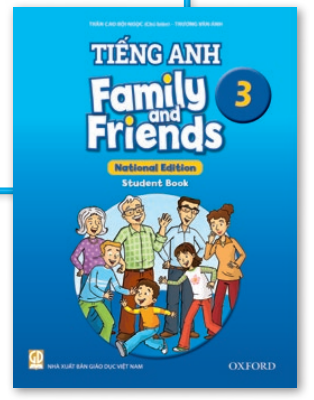 TRẦN CAO BỘI NGỌC (Chủ biên) - TRƯƠNG VĂN ÁNH
TIẾNG ANH
Family
and
Friends
3
National Edition
Student Book
NHÀ XUẤT BẢN GIÁO DỤC VIỆT NAM
OXFORD